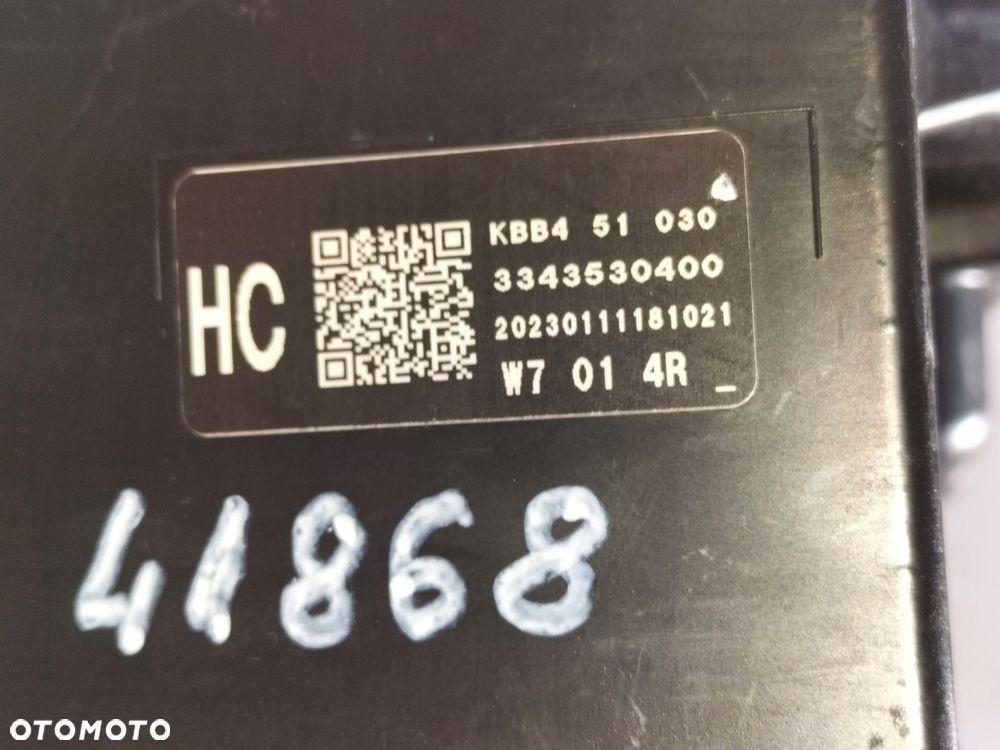 HC
KBB4 51 030
3343530400
20230111181021
W7 01 4R _
41868
OTOMOTO